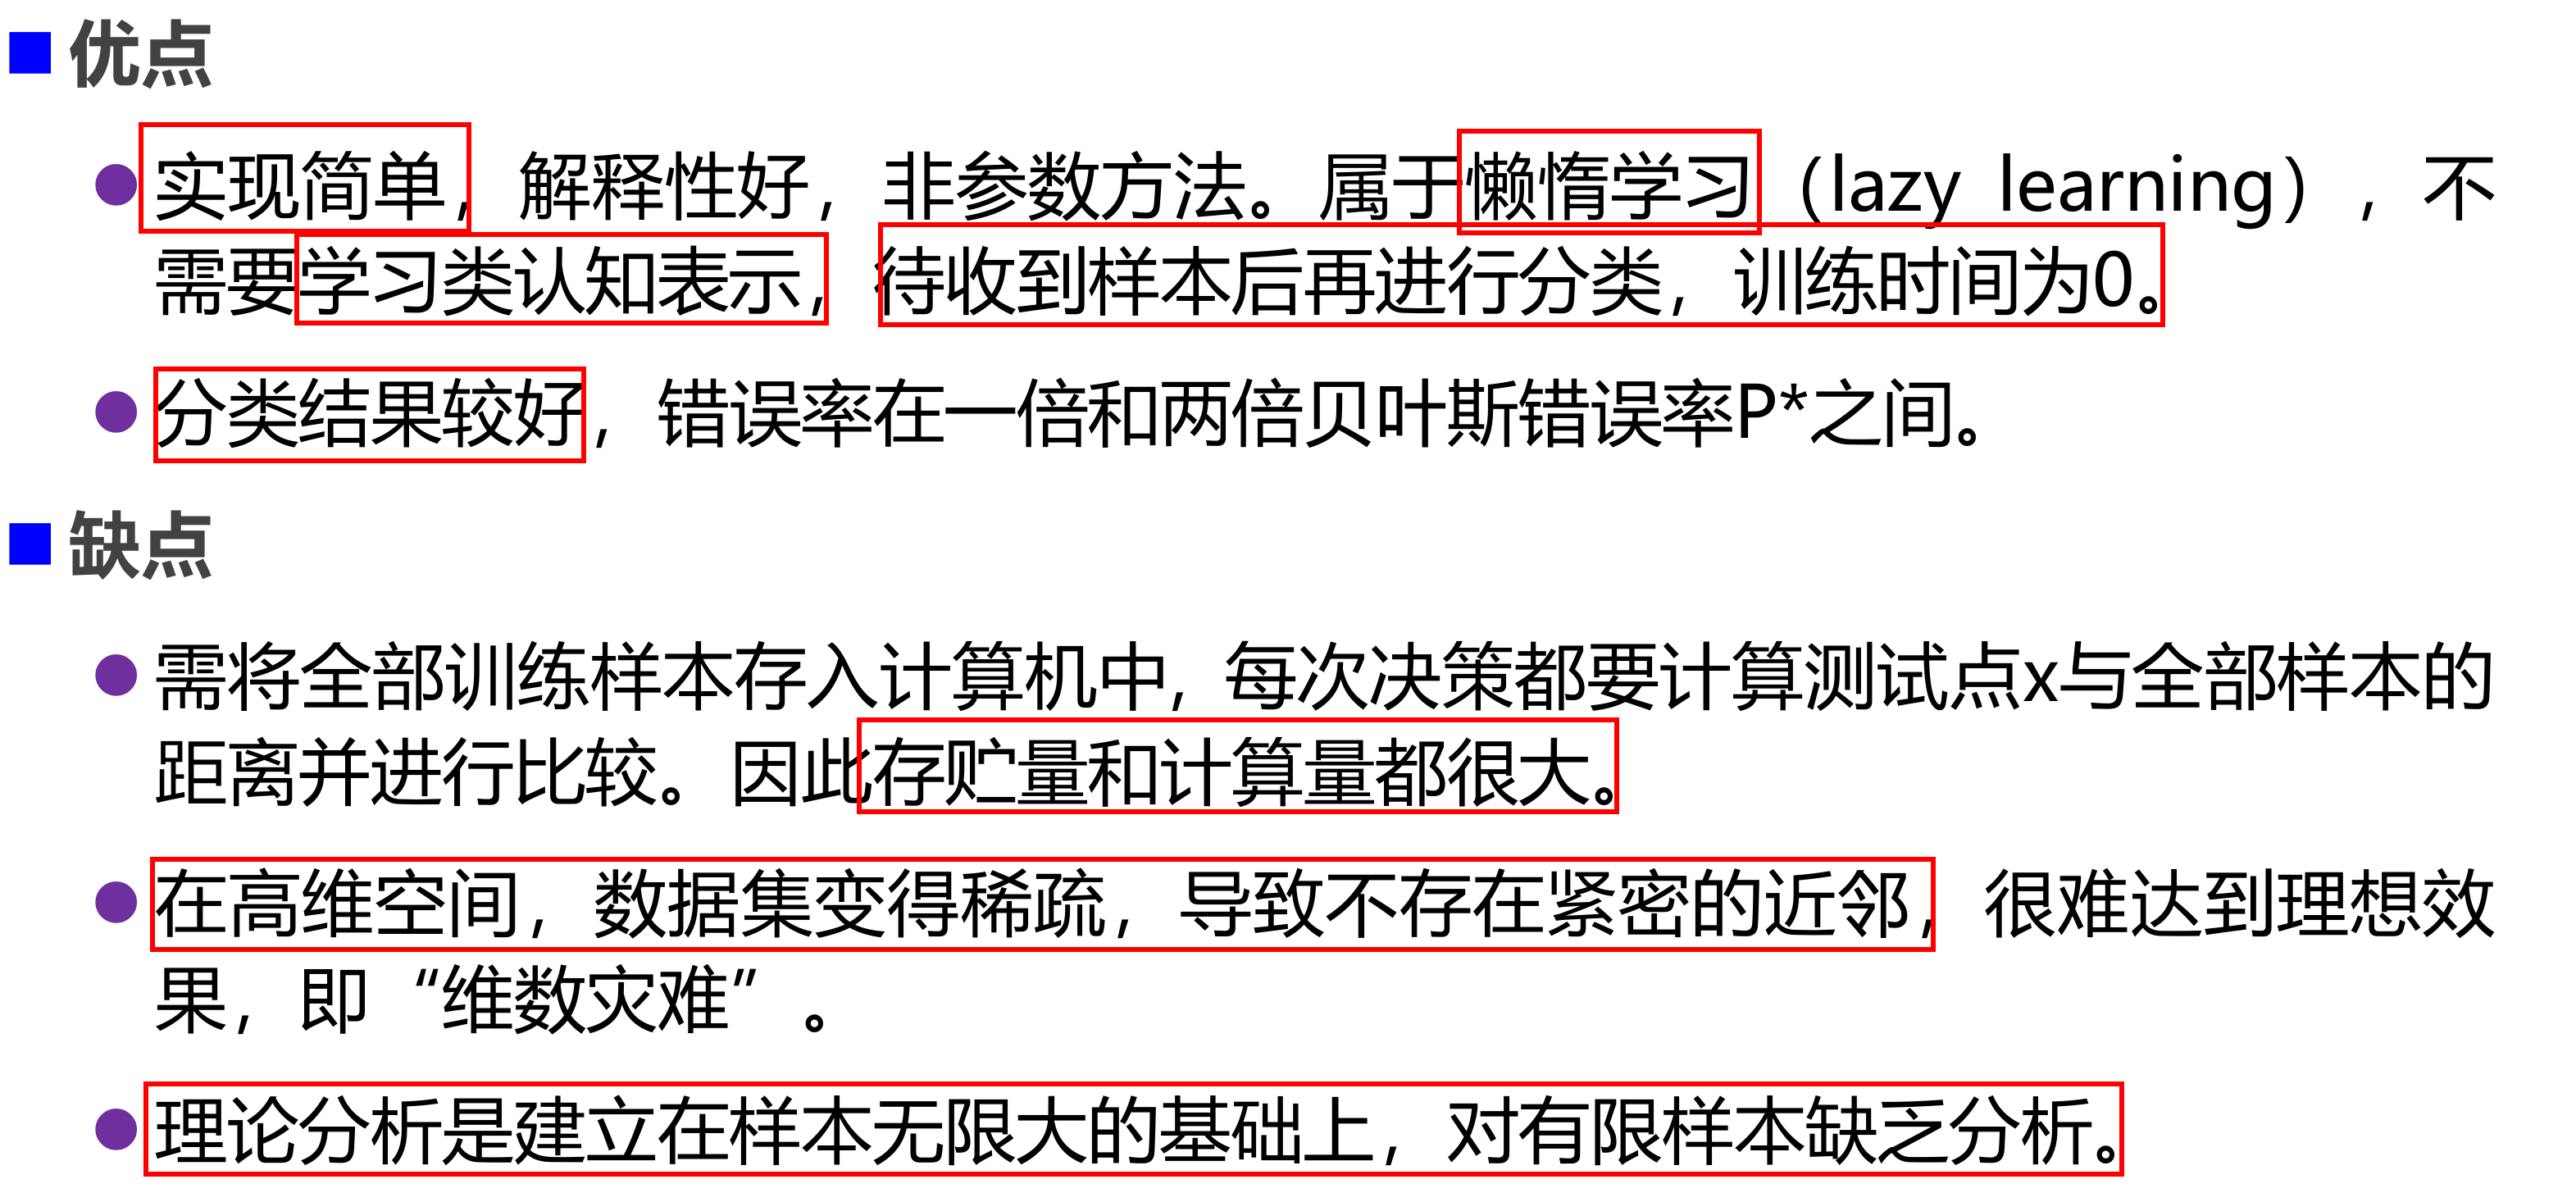 优点
实现简单，解释性好，非参数方法。属于懒惰学习（lazy learning），不
需要学习类认知表示，待收到样本后再进行分类，训练时间为0。
分类结果较好，错误率在一倍和两倍贝叶斯错误率P*之间。
缺点
需将全部训练样本存入计算机中，每次决策都要计算测试点x与全部样本的
距离并进行比较。因此存贮量和计算量都很大。
在高维空间，数据集变得稀疏，导致不存在紧密的近邻，很难达到理想效
果，即“维数灾难”。
理论分析是建立在样本无限大的基础上，对有限样本缺乏分析。